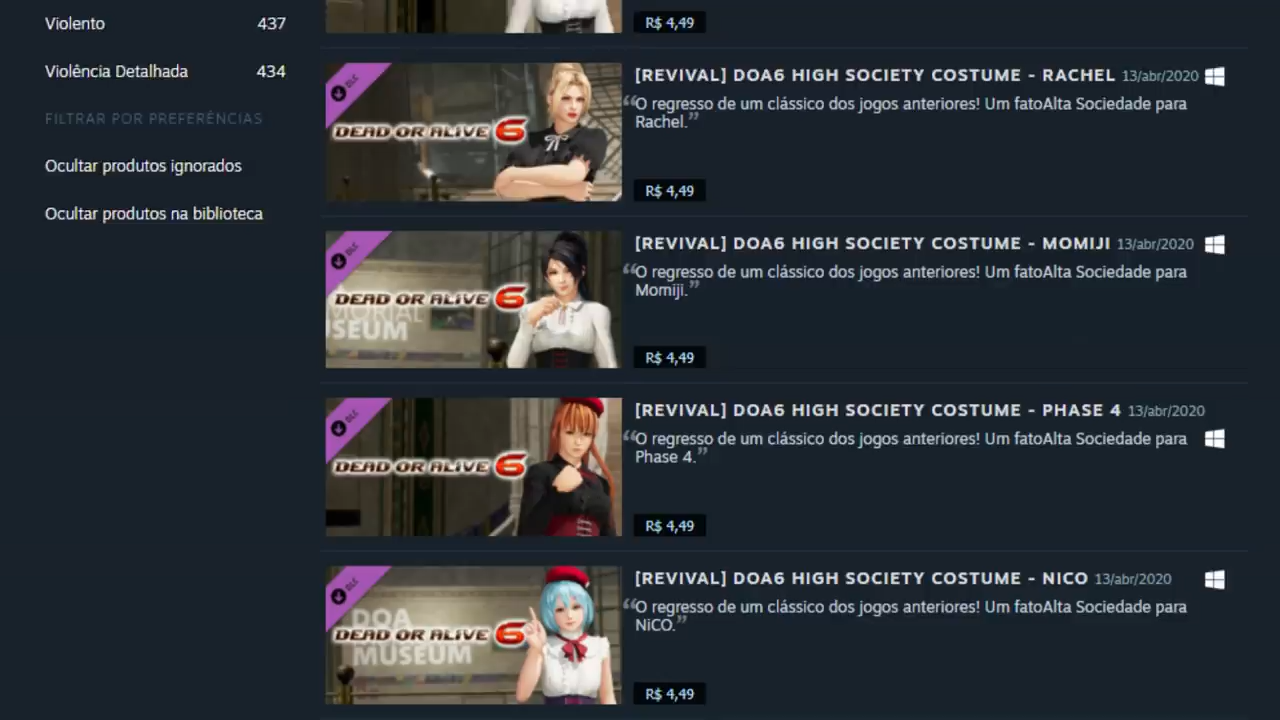 Violento 437
Violência Detalhada 434
FILTRAR POR PREFERÊNCIAS
Ocultar produtos ignorados
Ocultar produtos na biblioteca
R$ 4,49
DLC
DEAD OR ALIVE 6
[REVIVAL] DOA6 HIGH SOCIETY COSTUME - RACHEL 13/abr/2020
“O regresso de um clássico dos jogos anteriores! Um fatoAlta Sociedade para
Rachel.”
R$ 4,49
DLC
DEAD OR ALIVE 6
MORIAL
USEUM
[REVIVAL] DOA6 HIGH SOCIETY COSTUME - MOMIJI 13/abr/2020
“O regresso de um clássico dos jogos anteriores! Um fatoAlta Sociedade para
Momiji.”
R$ 4,49
DLC
DEAD OR ALIVE 6
[REVIVAL] DOA6 HIGH SOCIETY COSTUME - PHASE 4 13/abr/2020
“O regresso de um clássico dos jogos anteriores! Um fatoAlta Sociedade para
Phase 4.”
R$ 4,49
DLC
DOA
DEAD OR ALIVE 6
MUSEUM
[REVIVAL] DOA6 HIGH SOCIETY COSTUME - NICO 13/abr/2020
“O regresso de um clássico dos jogos anteriores! Um fatoAlta Sociedade para
NiCO.”
R$ 4,49